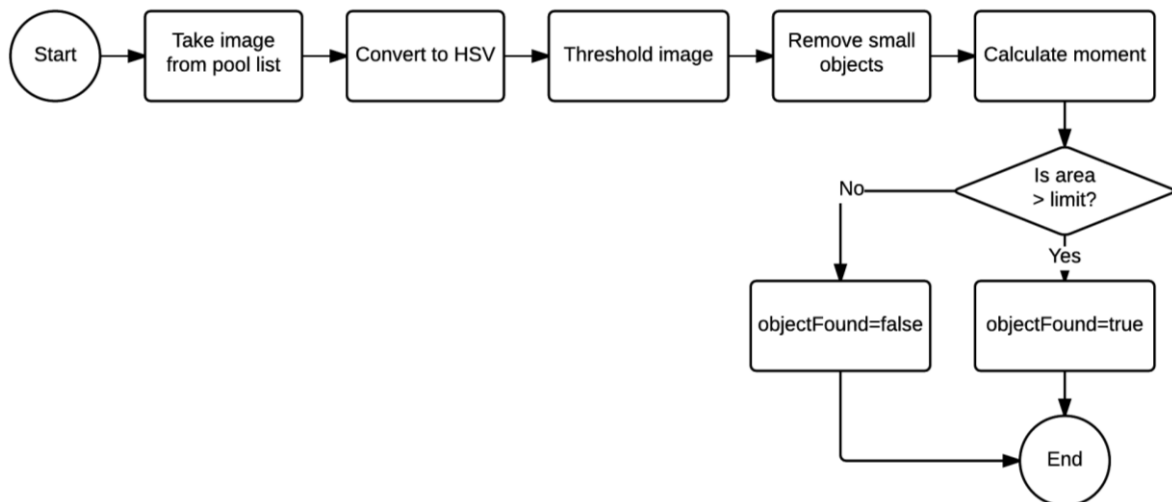 Start
Take image
from pool list
Convert to HSV
Threshold image
Remove small
objects
Calculate moment
Is area
> limit?
No
Yes
objectFound=false
objectFound=true
End